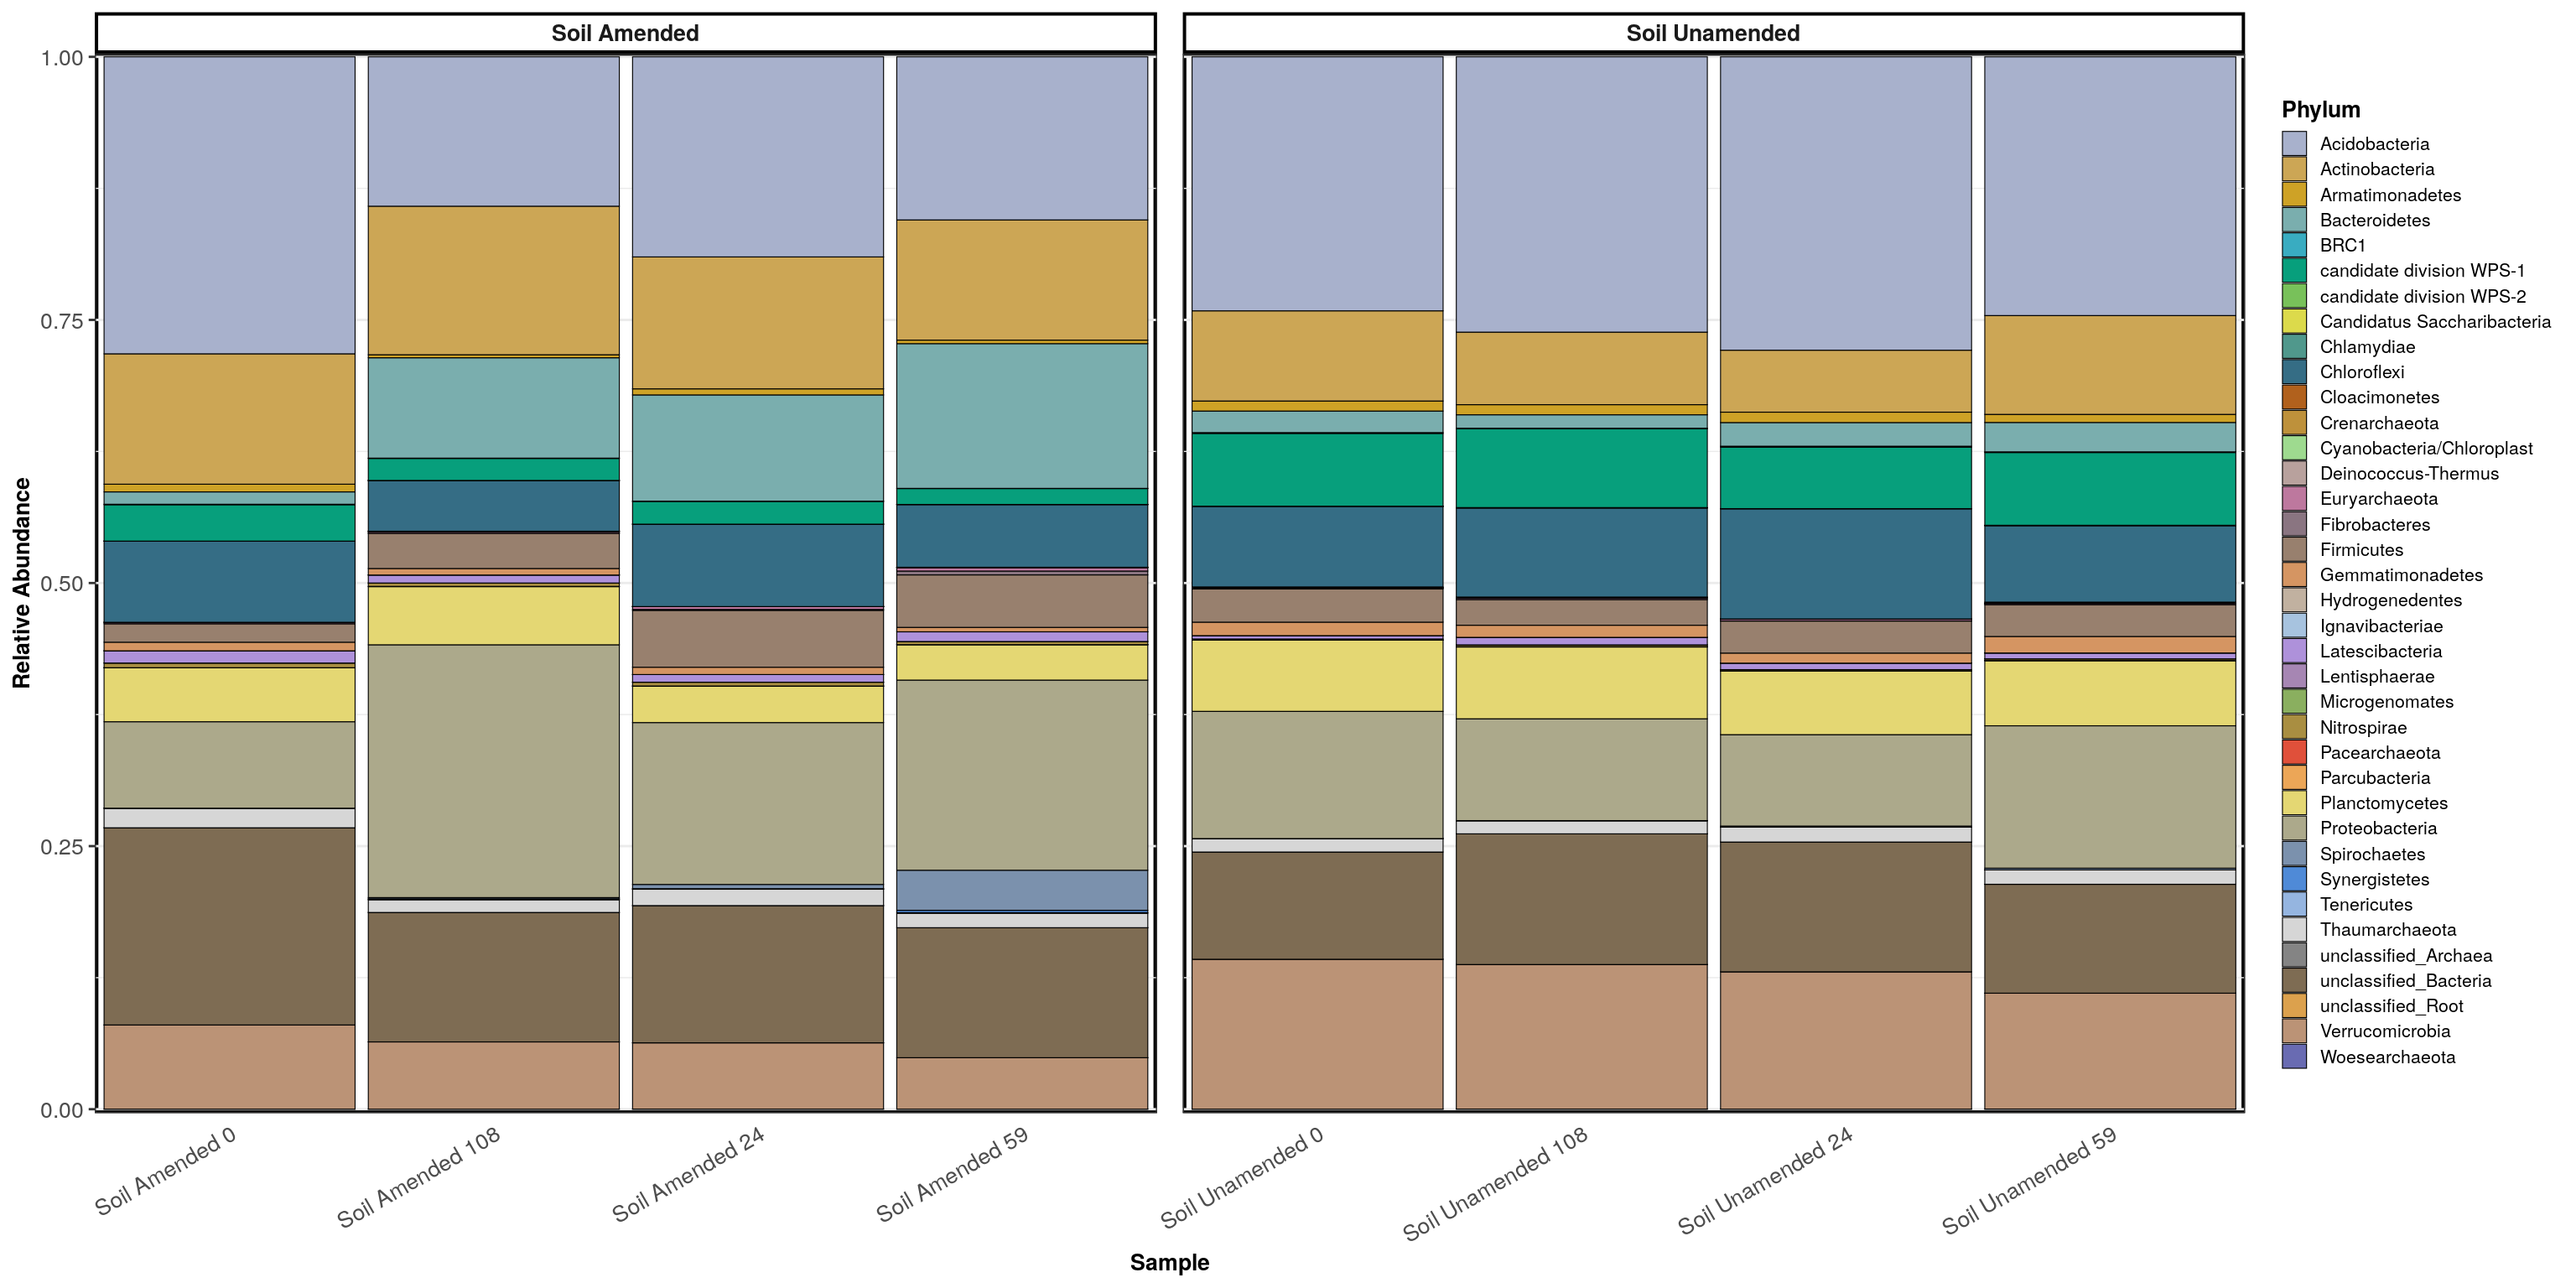 Soil Amended
Soil Unamended
1.00
0.75
0.50
0.25
0.00
Relative Abundance
Soil Amended 0
Soil Amended 108
Soil Amended 24
Soil Amended 59
Soil Unamended 0
Soil Unamended 108
Soil Unamended 24
Soil Unamended 59
Sample
Phylum
Acidobacteria
Actinobacteria
Armatimonadetes
Bacteroidetes
BRC1
candidate division WPS-1
candidate division WPS-2
Candidatus Saccharibacteria
Chlamydiae
Chloroflexi
Cloacimonetes
Crenarchaeota
Cyanobacteria/Chloroplast
Deinococcus-Thermus
Euryarchaeota
Fibrobacteres
Firmicutes
Gemmatimonadetes
Hydrogenedentes
Ignavibacteriae
Latescibacteria
Lentisphaerae
Microgenomates
Nitrospirae
Pacearchaeota
Parcubacteria
Planctomycetes
Proteobacteria
Spirochaetes
Synergistetes
Tenericutes
Thaumarchaeota
unclassified_Archaea
unclassified_Bacteria
unclassified_Root
Verrucomicrobia
Woesearchaeota